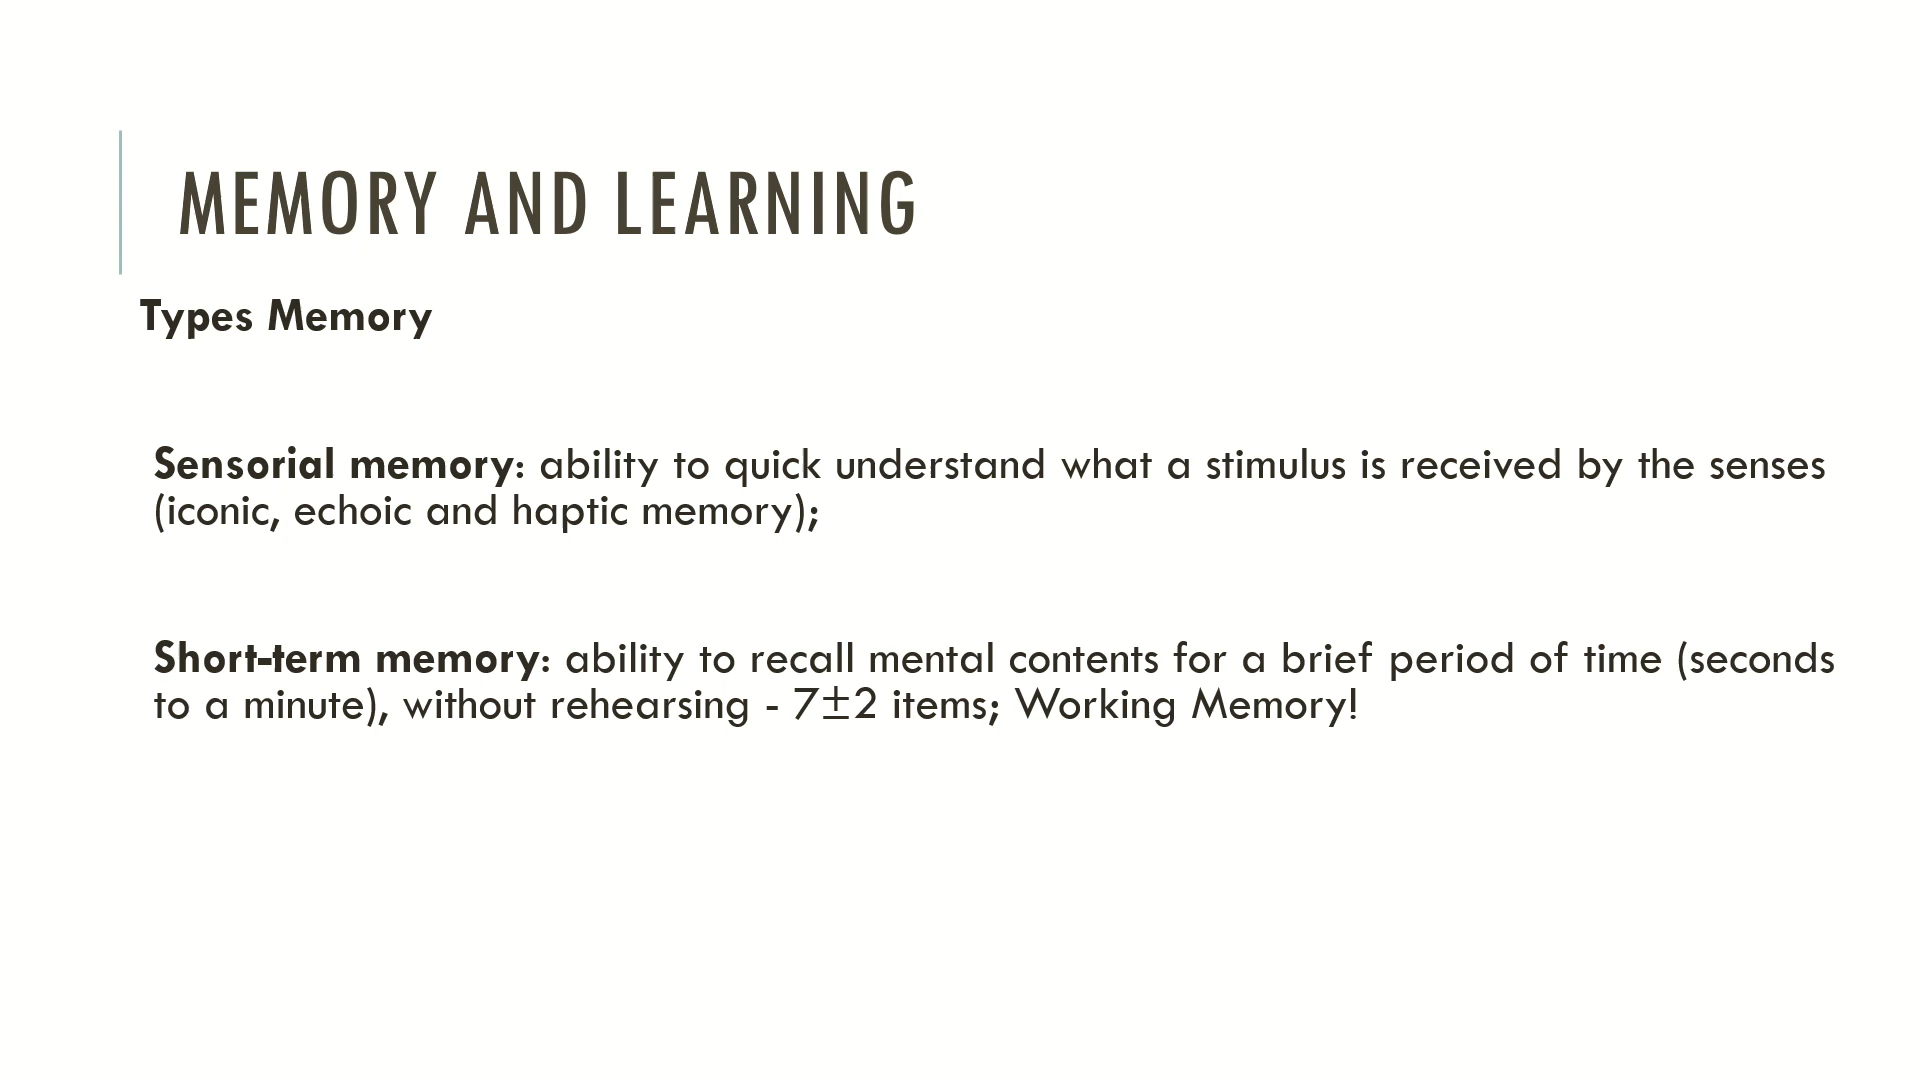 MEMORY AND LEARNING
Types Memory
Sensorial memory: ability to quick understand what a stimulus is received by the senses
(iconic, echoic and haptic memory);
Short-term memory: ability to recall mental contents for a brief period of time (seconds
to a minute), without rehearsing - 7±2 items; Working Memory!